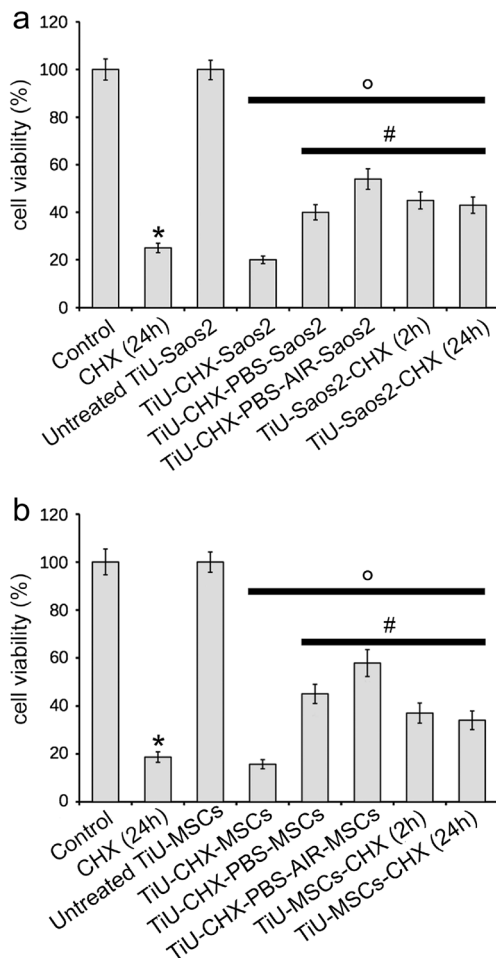 a
120
100
80
60
40
20
0
cell viability (%)
*
°
#
Control
CHX (24h)
Untreated TiU-Saos2
TiU-CHX-Saos2
TiU-CHX-PBS-Saos2
TiU-CHX-PBS-AIR-Saos2
TiU-Saos2-CHX (2h)
TiU-Saos2-CHX (24h)
b
120
100
80
60
40
20
0
cell viability (%)
*
°
#
Control
CHX (24h)
Untreated TiU-MSCs
TiU-CHX-MSCs
TiU-CHX-PBS-MSCs
TiU-CHX-PBS-AIR-MSCs
TiU-MSCs-CHX (2h)
TiU-MSCs-CHX (24h)